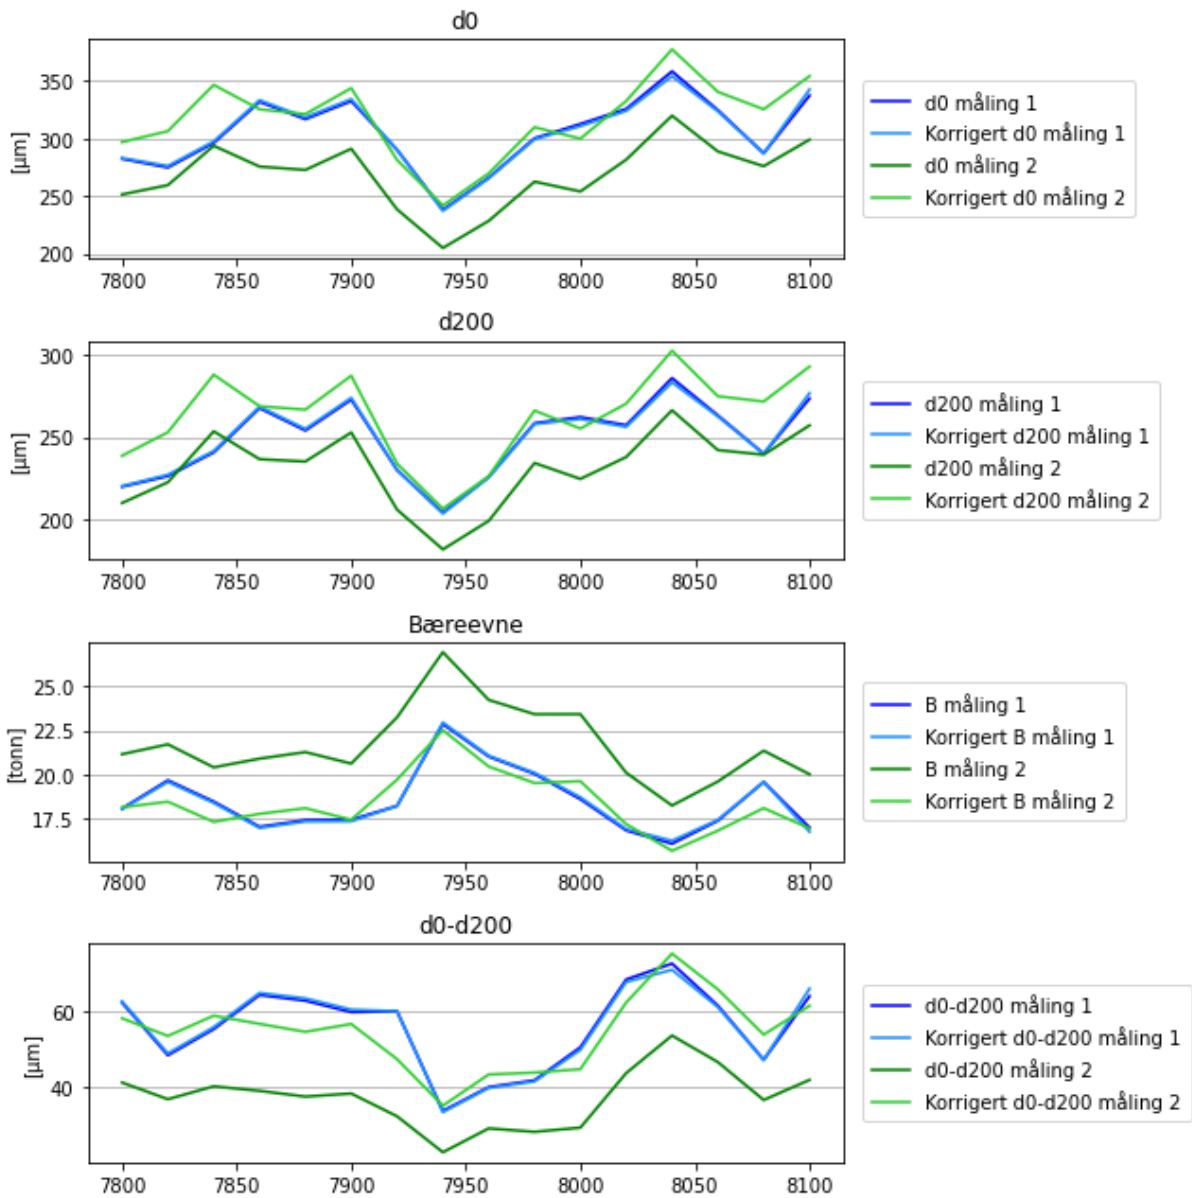 d0
350
300
250
200
[µm]
7800 7850 7900 7950 8000 8050 8100
d0 måling 1
Korrigert d0 måling 1
d0 måling 2
Korrigert d0 måling 2
d200
300
250
200
[µm]
7800 7850 7900 7950 8000 8050 8100
d200 måling 1
Korrigert d200 måling 1
d200 måling 2
Korrigert d200 måling 2
Bæreevne
25.0
22.5
20.0
17.5
[tonn]
7800 7850 7900 7950 8000 8050 8100
B måling 1
Korrigert B måling 1
B måling 2
Korrigert B måling 2
d0-d200
60
40
[µm]
7800 7850 7900 7950 8000 8050 8100
d0-d200 måling 1
Korrigert d0-d200 måling 1
d0-d200 måling 2
Korrigert d0-d200 måling 2